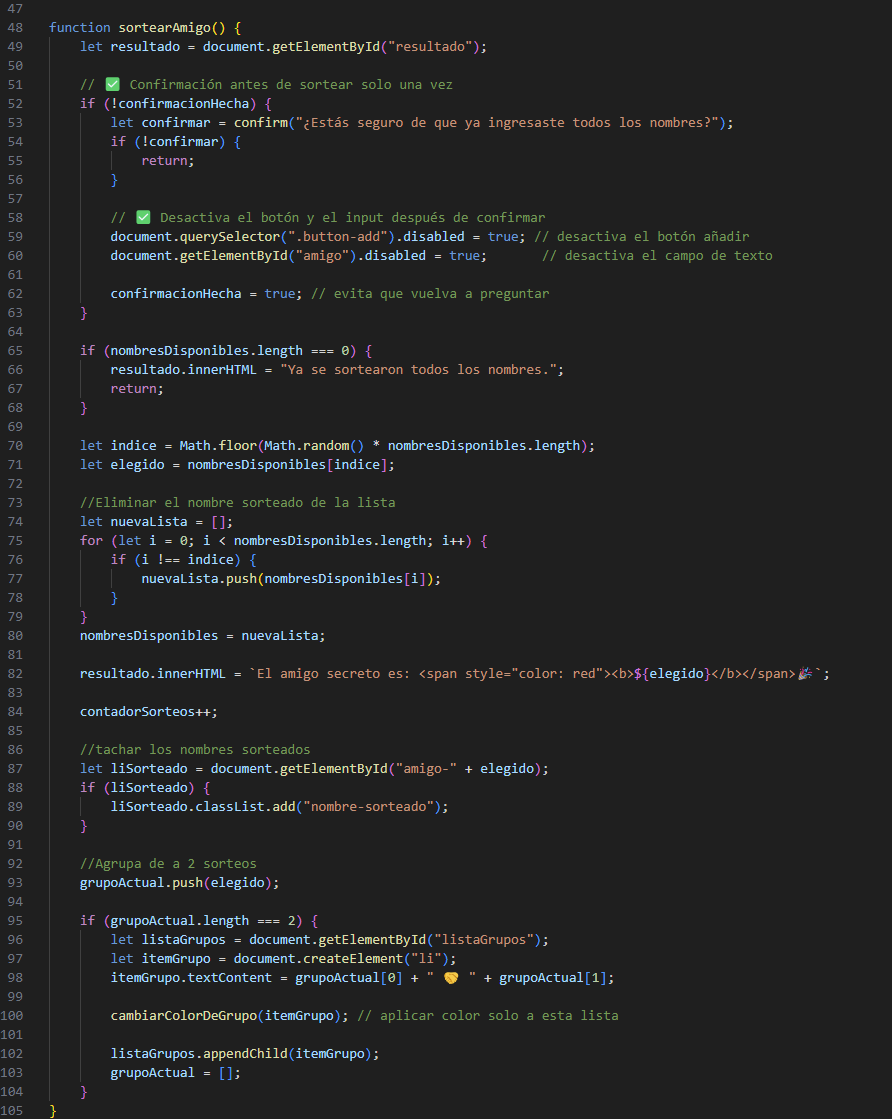 47
48 function sortearAmigo() {
49     let resultado = document.getElementById("resultado");
50
51     // ✅ Confirmación antes de sortear solo una vez
52     if (!confirmacionHecha) {
53         let confirmar = confirm("¿Estás seguro de que ya ingresaste todos los nombres?");
54         if (!confirmar) {
55             return;
56         }
57
58         // ✅ Desactiva el botón y el input después de confirmar
59         document.querySelector(".button-add").disabled = true; // desactiva el botón añadir
60         document.getElementById("amigo").disabled = true;       // desactiva el campo de texto
61
62         confirmacionHecha = true; // evita que vuelva a preguntar
63     }
64
65     if (nombresDisponibles.length === 0) {
66         resultado.innerHTML = "Ya se sortearon todos los nombres.";
67         return;
68     }
69
70     let indice = Math.floor(Math.random() * nombresDisponibles.length);
71     let elegido = nombresDisponibles[indice];
72
73     //Eliminar el nombre sorteado de la lista
74     let nuevaLista = [];
75     for (let i = 0; i < nombresDisponibles.length; i++) {
76         if (i !== indice) {
77             nuevaLista.push(nombresDisponibles[i]);
78         }
79     }
80     nombresDisponibles = nuevaLista;
81
82     resultado.innerHTML = `El amigo secreto es: <span style="color: red"><b>${elegido}</b></span>🎉`;
83
84     contadorSorteos++;
85
86     //tachar los nombres sorteados
87     let liSorteado = document.getElementById("amigo-" + elegido);
88     if (liSorteado) {
89         liSorteado.classList.add("nombre-sorteado");
90     }
91
92     //Agrupa de a 2 sorteos
93     grupoActual.push(elegido);
94
95     if (grupoActual.length === 2) {
96         let listaGrupos = document.getElementById("listaGrupos");
97         let itemGrupo = document.createElement("li");
98         itemGrupo.textContent = grupoActual[0] + " 🤝 " + grupoActual[1];
99
100         cambiarColorDeGrupo(itemGrupo); // aplicar color solo a esta lista
101
102         listaGrupos.appendChild(itemGrupo);
103         grupoActual = [];
104     }
105 }